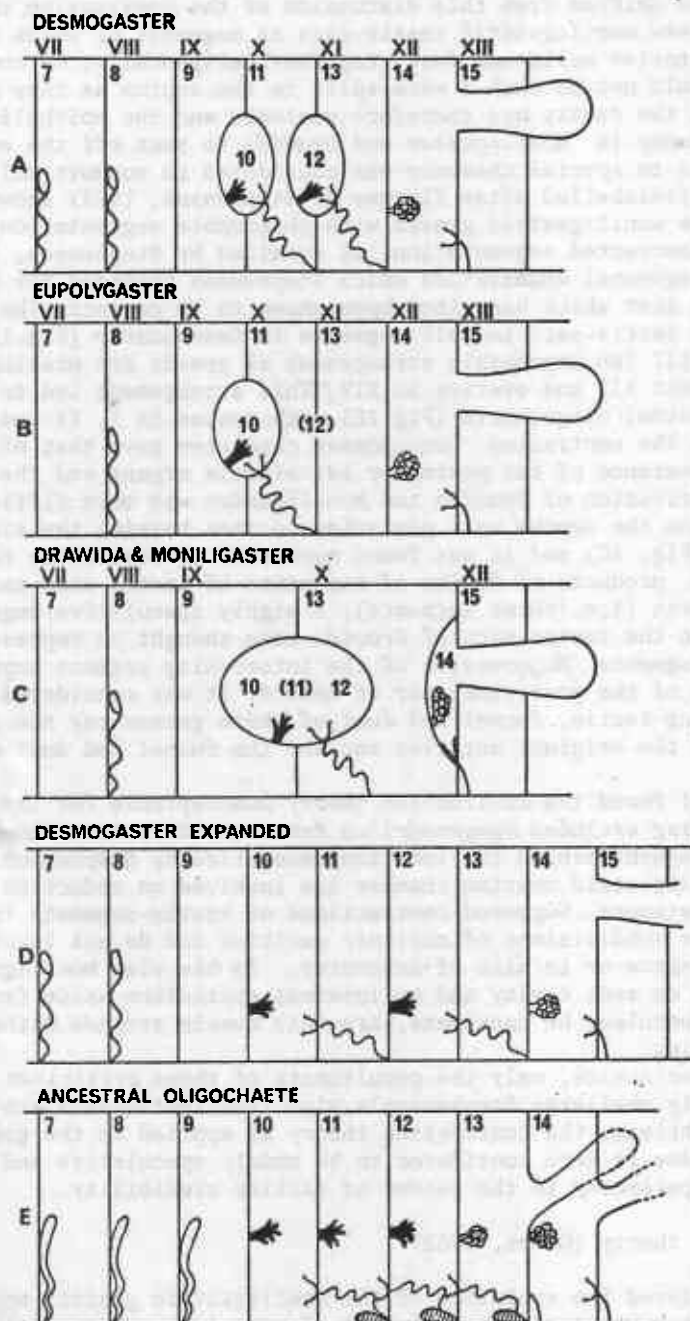 DESMOGASTER
VII VIII IX X XI XII XIII
7 8 9 11 13 14 15
10 12
A
EUPOLYGASTER
VII VIII IX X XI XII XIII
7 8 9 11 13 14 15
10 (12)
B
DRAWIDA & MONILIGASTER
VII VIII IX X XII
7 8 9 13 15
14
10 (11) 12
C
DESMOGASTER EXPANDED
7 8 9 10 11 12 13 14 15
D
ANCESTRAL OLIGOCHAETE
7 8 9 10 11 12 13 14
E